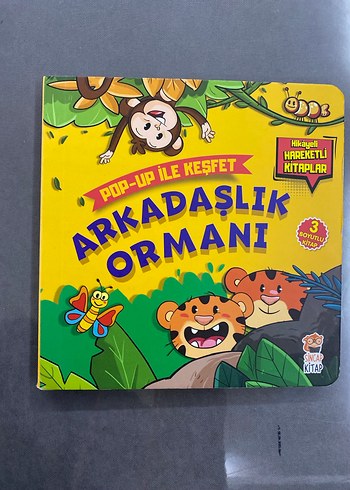 POP-UP İLE KEŞFET
ARKADAŞLIK
ORMANI
Hikayeli
HAREKETLİ
KİTAPLAR
3
BOYUTLU
KİTAP
SİNCAP
KİTAP